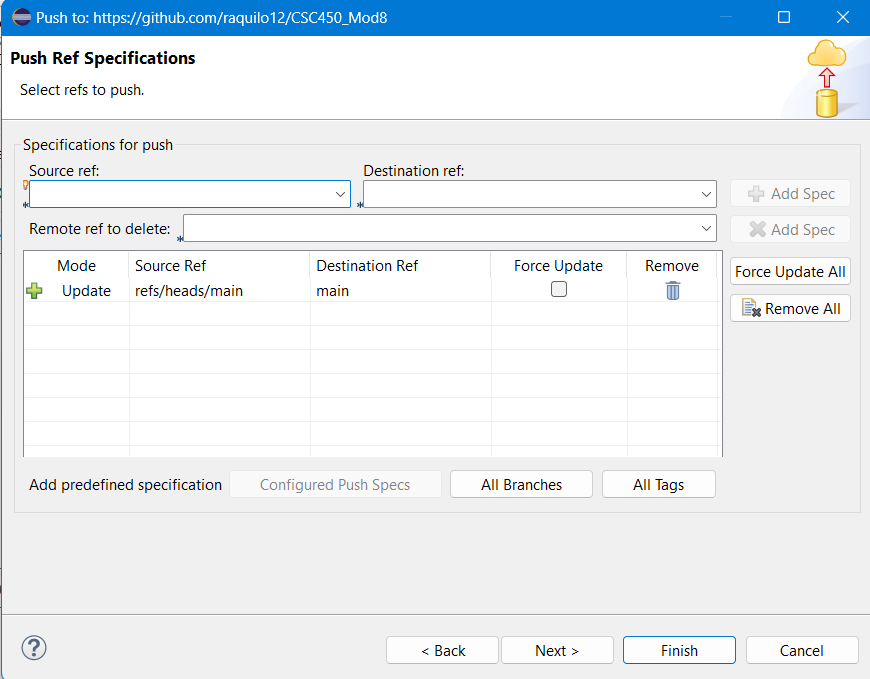 Push to: https://github.com/raquilo12/CSC450_Mod8
Push Ref Specifications
Select refs to push.
Specifications for push
Source ref: Destination ref:
Add Spec
Remote ref to delete: Add Spec
Mode Source Ref Destination Ref Force Update Remove
Update refs/heads/main main
Force Update All
Remove All
Add predefined specification Configured Push Specs All Branches All Tags
? < Back Next > Finish Cancel